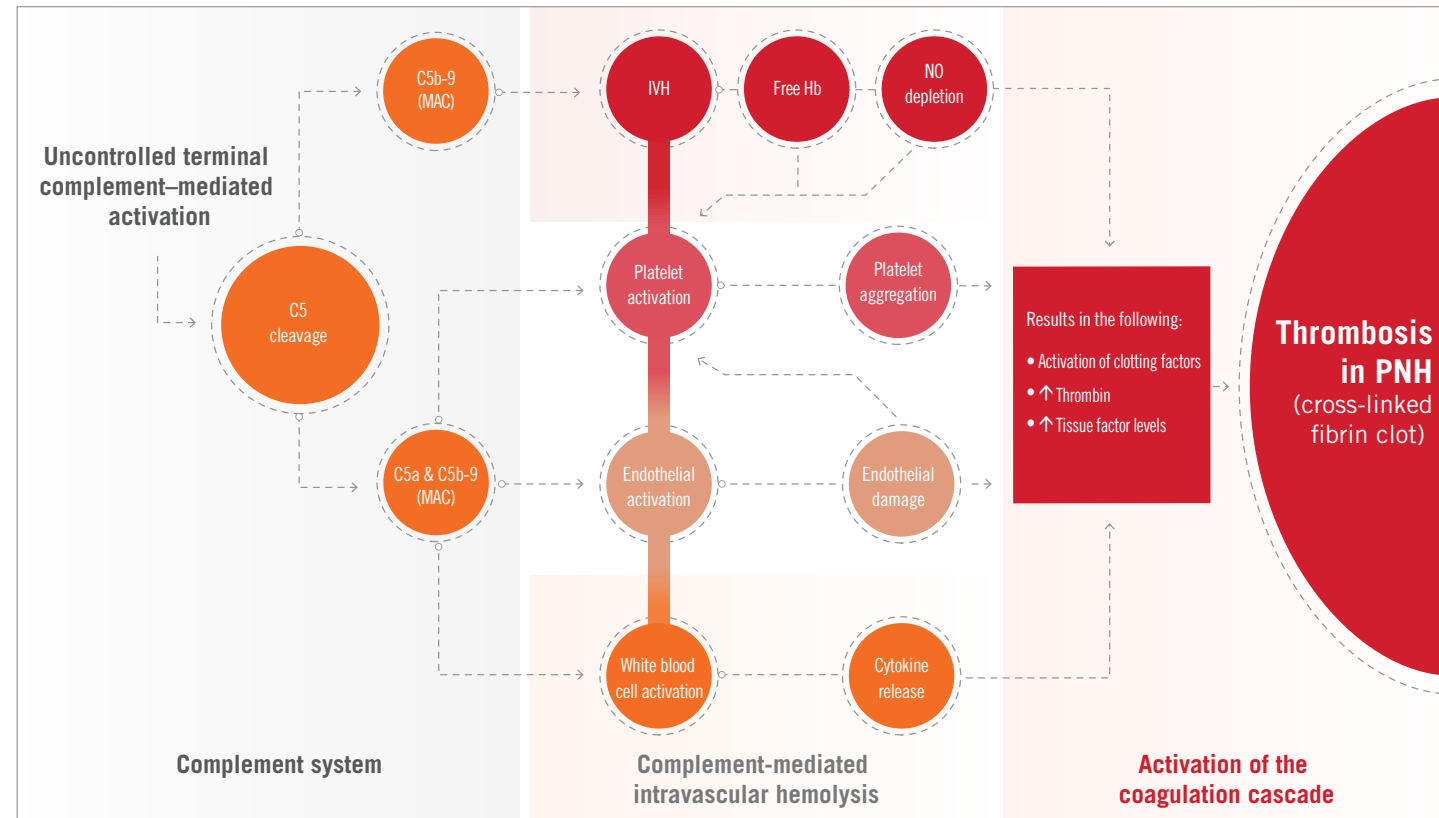 Uncontrolled terminal
complement–mediated
activation
C5
cleavage
C5b-9
(MAC)
C5a & C5b-9
(MAC)
Complement system
IVH
Free Hb
NO
depletion
Platelet
activation
Platelet
aggregation
Endothelial
activation
Endothelial
damage
White blood
cell activation
Cytokine
release
Complement-mediated
intravascular hemolysis
Results in the following:
• Activation of clotting factors
• ↑ Thrombin
• ↑ Tissue factor levels
Thrombosis
in PNH
(cross-linked
fibrin clot)
Activation of the
coagulation cascade